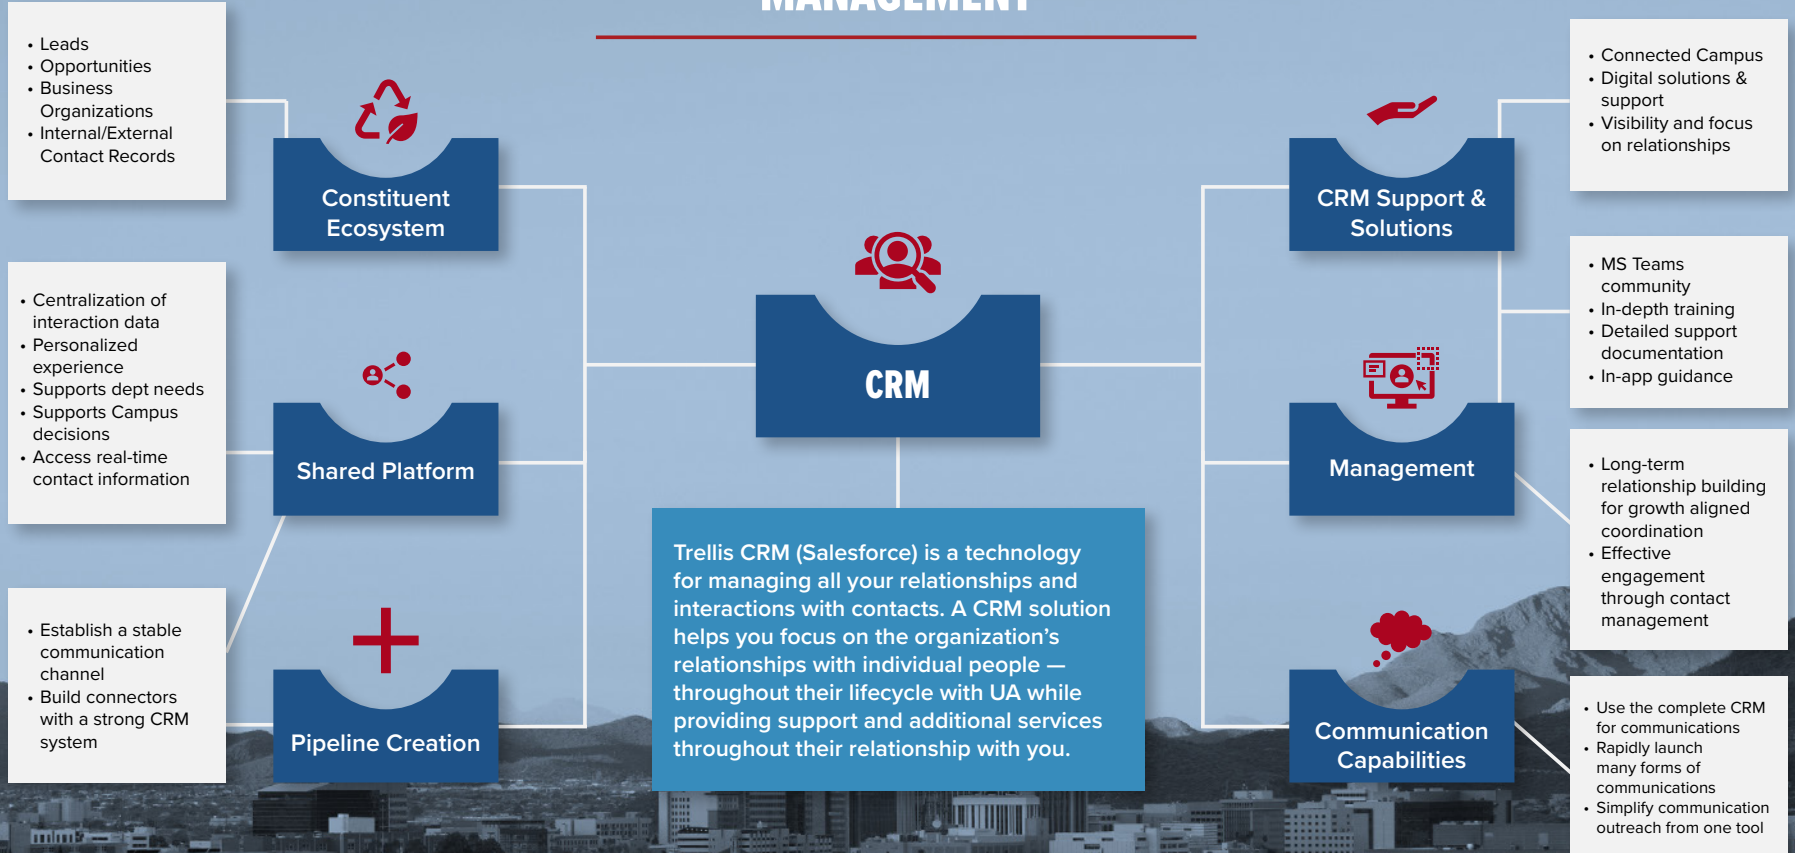 MANAGEMENT
• Leads
• Opportunities
• Business
Organizations
• Internal/External
Contact Records
Constituent
Ecosystem
• Centralization of
interaction data
• Personalized
experience
• Supports dept needs
• Supports Campus
decisions
• Access real-time
contact information
Shared Platform
• Establish a stable
communication
channel
• Build connectors
with a strong CRM
system
Pipeline Creation
CRM
Trellis CRM (Salesforce) is a technology
for managing all your relationships and
interactions with contacts. A CRM solution
helps you focus on the organization’s
relationships with individual people —
throughout their lifecycle with UA while
providing support and additional services
throughout their relationship with you.
CRM Support &
Solutions
• Connected Campus
• Digital solutions &
support
• Visibility and focus
on relationships
• MS Teams
community
• In-depth training
• Detailed support
documentation
• In-app guidance
Management
• Long-term
relationship building
for growth aligned
coordination
• Effective
engagement
through contact
management
Communication
Capabilities
• Use the complete CRM
for communications
• Rapidly launch
many forms of
communications
• Simplify communication
outreach from one tool